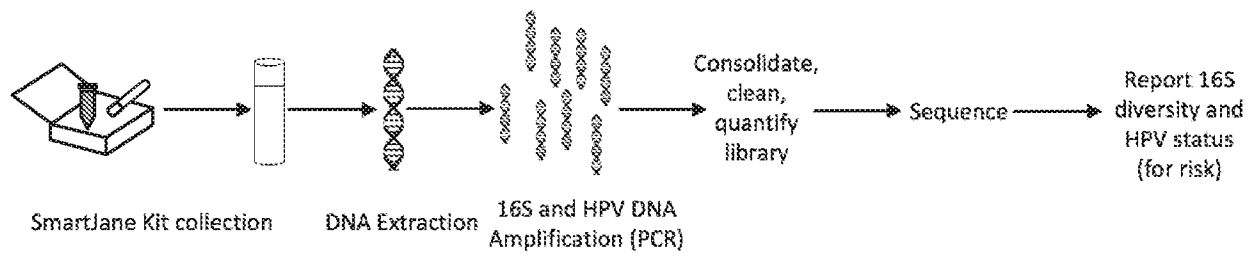 SmartJane Kit collection
DNA Extraction
16S and HPV DNA
Amplification (PCR)
Consolidate,
clean,
quantify
library
Sequence
Report 16S
diversity and
HPV status
(for risk)